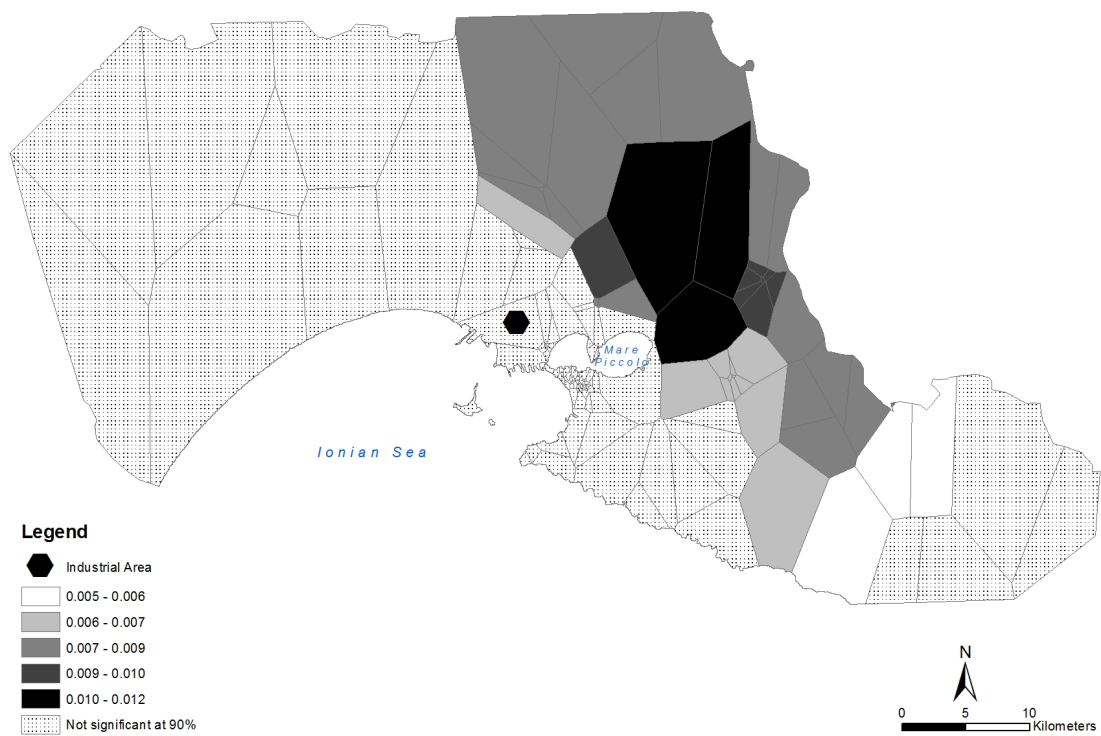 Mare
Piccolo
Ionian Sea
Legend
Industrial Area
0.005 - 0.006
0.006 - 0.007
0.007 - 0.009
0.009 - 0.010
0.010 - 0.012
Not significant at 90%
N
0 5 10
Kilometers